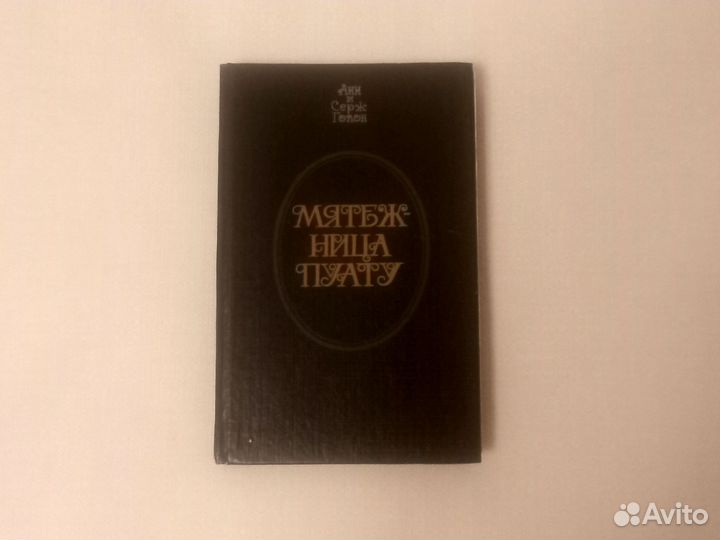 Анн
и
Серж
Голон
МЯТЕЖ-
НИЦА
ПУАТУ
Avito